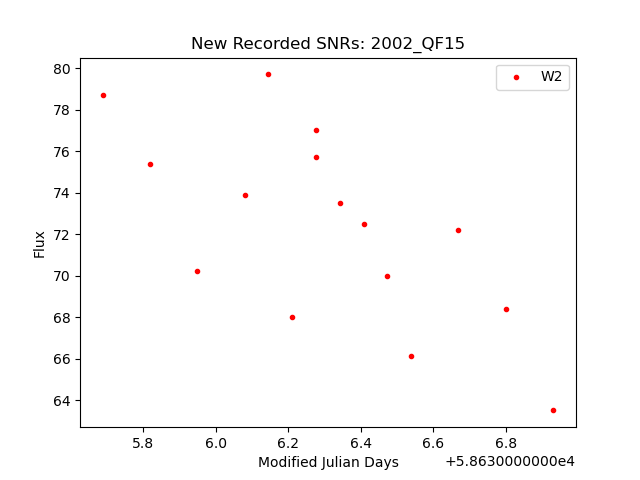 New Recorded SNRs: 2002_QF15
W2
80
78
76
74
72
70
68
66
64
Flux
5.8 6.0 6.2 6.4 6.6 6.8
Modified Julian Days
+5.8630000000e4